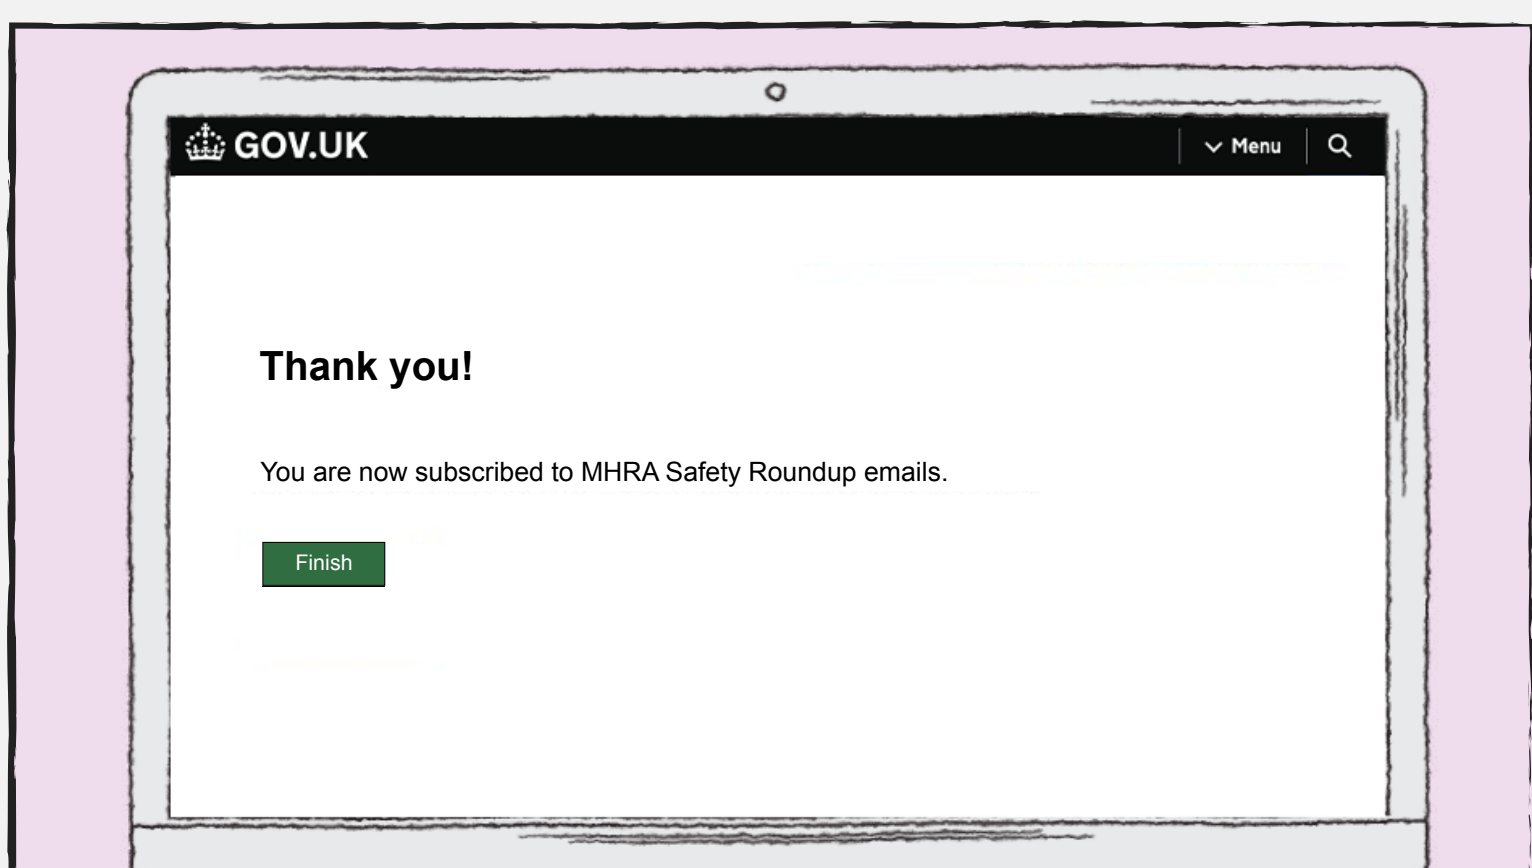 GOV.UK
Menu
Thank you!
You are now subscribed to MHRA Safety Roundup emails.
Finish